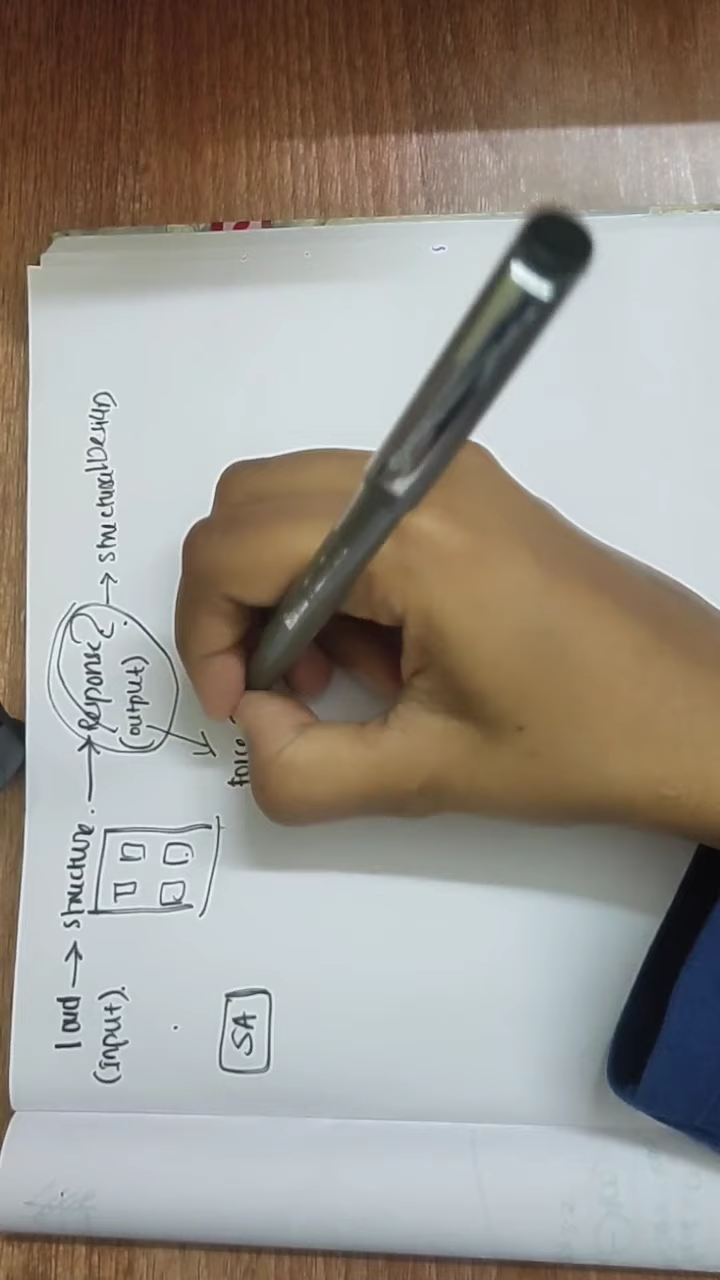 load → structure. → Response? → structural Design
(input). (output)
force
SA